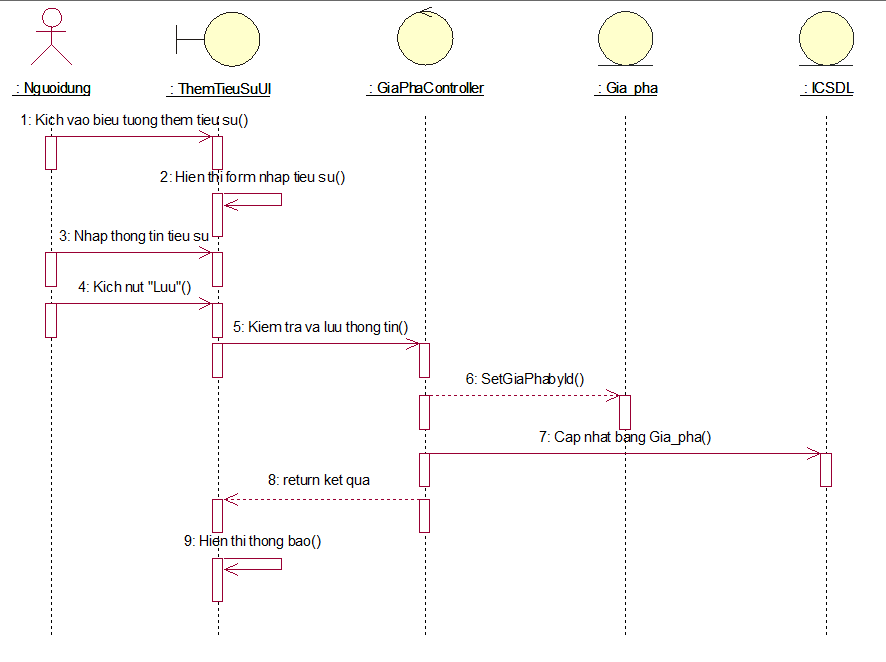 : Nguoidung
: ThemTieuSuUI
: GiaPhaController
: Gia_pha
: ICSDL
1: Kich vao bieu tuong them tieu su()
2: Hien thi form nhap tieu su()
3: Nhap thong tin tieu su
4: Kich nut "Luu"()
5: Kiem tra va luu thong tin()
6: SetGiaPhabyId()
7: Cap nhat bang Gia_pha()
8: return ket qua
9: Hien thi thong bao()